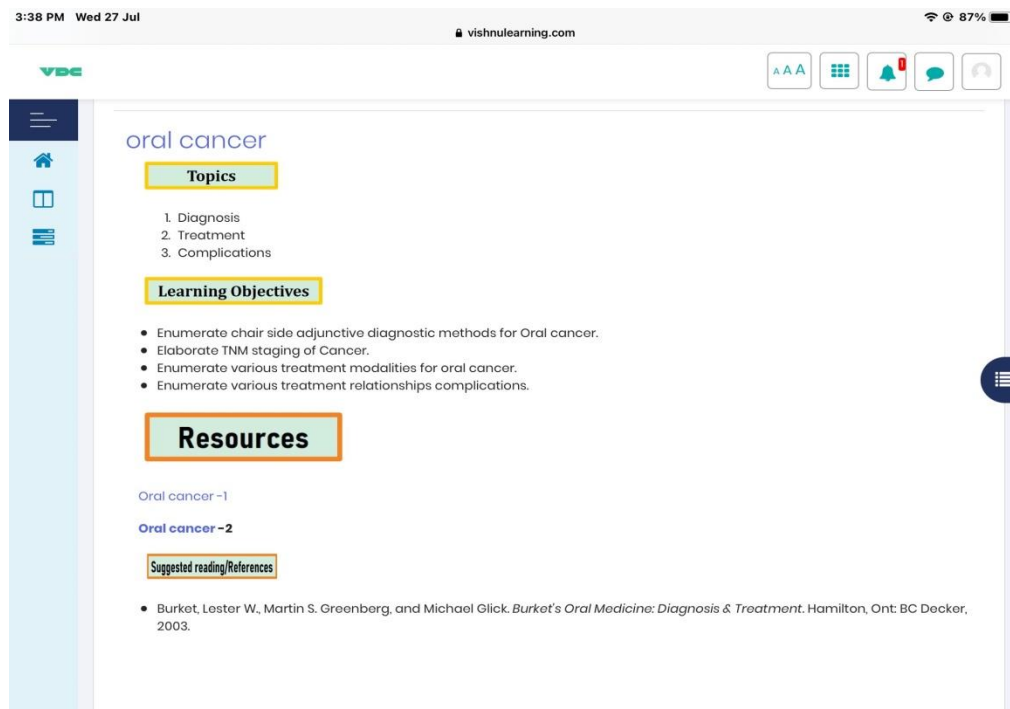 3:38 PM Wed 27 Jul
87%
vishnulearning.com
VDC
A A A
1
oral cancer
Topics
1. Diagnosis
2. Treatment
3. Complications
Learning Objectives
• Enumerate chair side adjunctive diagnostic methods for Oral cancer.
• Elaborate TNM staging of Cancer.
• Enumerate various treatment modalities for oral cancer.
• Enumerate various treatment relationships complications.
Resources
Oral cancer -1
Oral cancer -2
Suggested reading/References
• Burket, Lester W., Martin S. Greenberg, and Michael Glick. Burket's Oral Medicine: Diagnosis & Treatment. Hamilton, Ont: BC Decker,
2003.